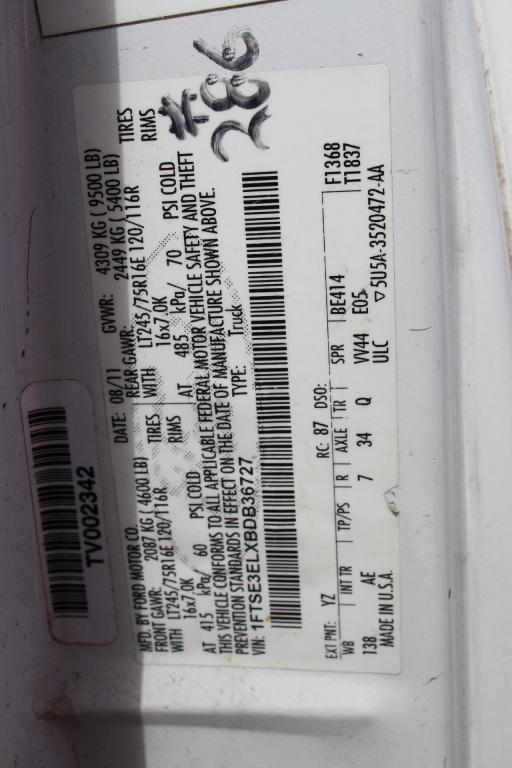 #286
TV002342
MFD. BY FORD MOTOR CO.
DATE: 08/11 GVWR: 4309 KG ( 9500 LB)
FRONT GAWR: 2087 KG ( 4600 LB) REAR GAWR: 2449 KG ( 5400 LB)
WITH LT245/75R16E 120/116R TIRES WITH LT245/75R16E 120/116R TIRES
16x7.0K RIMS 16x7.0K RIMS
AT 415 kPa/ 60 PSI COLD AT 485 kPa/ 70 PSI COLD
THIS VEHICLE CONFORMS TO ALL APPLICABLE FEDERAL MOTOR VEHICLE SAFETY AND THEFT
PREVENTION STANDARDS IN EFFECT ON THE DATE OF MANUFACTURE SHOWN ABOVE.
VIN: 1FTSE3ELXBDB36727 TYPE: Truck
F1368
T1B37
EXT PNT: YZ RC: 87 DSO:
WB INT TR TP/PS R AXLE TR SPR BE414
138 AE 7 34 Q VV44 E05
MADE IN U.S.A. ULC ▽5U5A-3520472-AA